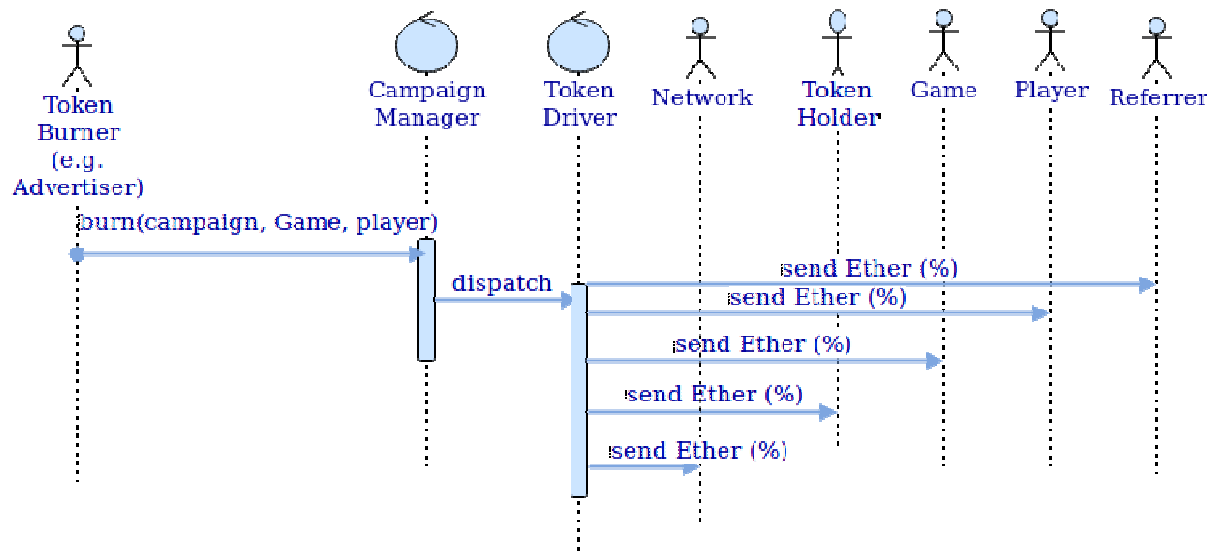 Token
Burner
(e.g.
Advertiser)
Campaign
Manager
Token
Driver
Network
Token
Holder
Game
Player
Referrer
burn(campaign, Game, player)
dispatch
send Ether (%)
send Ether (%)
send Ether (%)
send Ether (%)
send Ether (%)